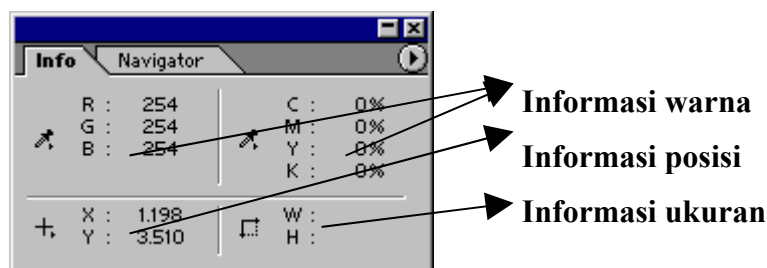 Info Navigator
R : 254 C : 0%
G : 254 M : 0%
B : 254 Y : 0%
K : 0%
X : 1.198 W :
Y : 3.510 H :
Informasi warna
Informasi posisi
Informasi ukuran